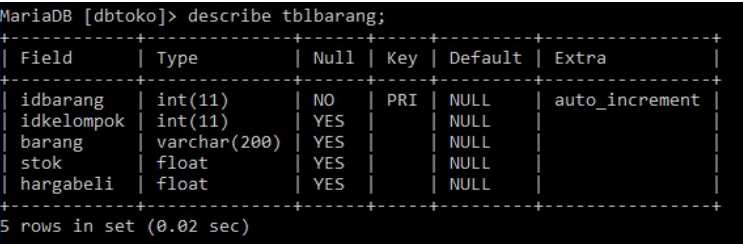 MariaDB [dbtoko]> describe tblbarang;
+------------+--------------+------+-----+---------+----------------+
| Field      | Type         | Null | Key | Default | Extra          |
+------------+--------------+------+-----+---------+----------------+
| idbarang   | int(11)      | NO   | PRI | NULL    | auto_increment |
| idkelompok | int(11)      | YES  |     | NULL    |                |
| barang     | varchar(200) | YES  |     | NULL    |                |
| stok       | float        | YES  |     | NULL    |                |
| hargabeli  | float        | YES  |     | NULL    |                |
+------------+--------------+------+-----+---------+----------------+
5 rows in set (0.02 sec)